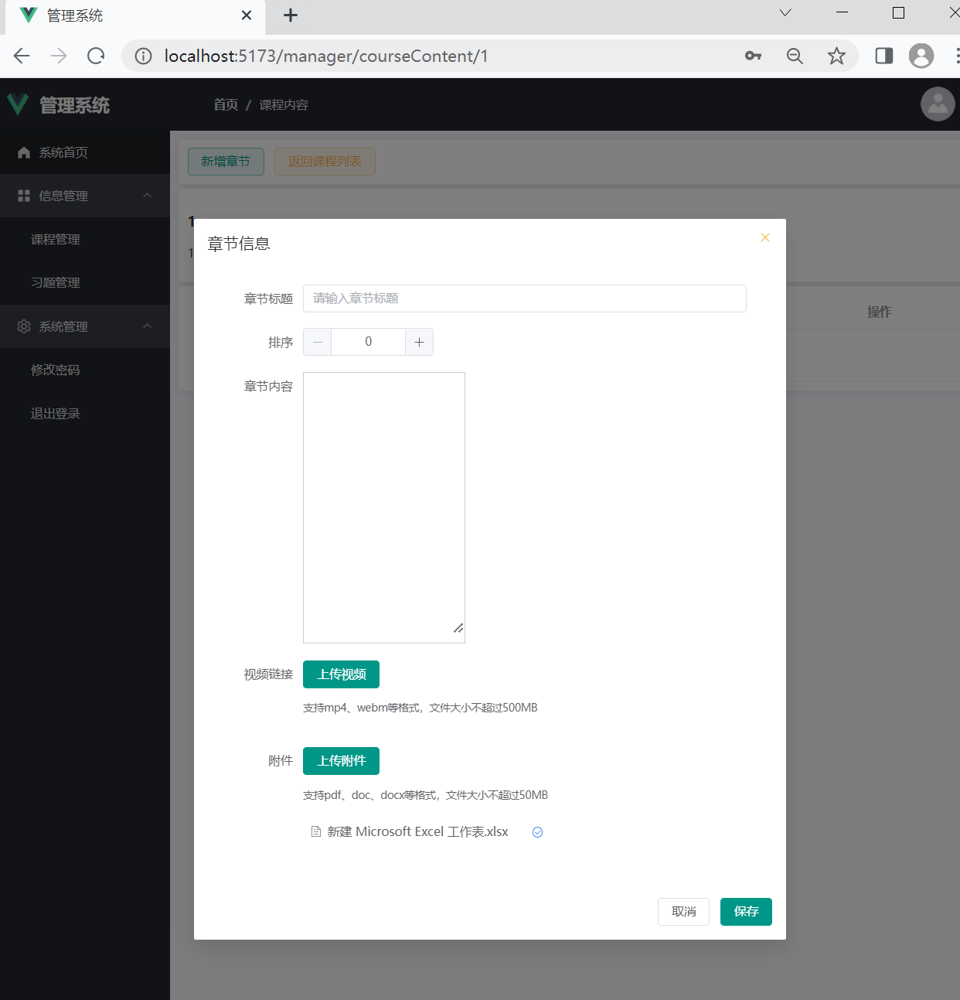 管理系统
localhost:5173/manager/courseContent/1
管理系统
首页 / 课程内容
系统首页
信息管理
课程管理
习题管理
系统管理
修改密码
退出登录
新增章节
返回课程列表
1
1
操作
章节信息
章节标题
请输入章节标题
排序
0
章节内容
视频链接
上传视频
支持mp4、webm等格式，文件大小不超过500MB
附件
上传附件
支持pdf、doc、docx等格式，文件大小不超过50MB
新建 Microsoft Excel 工作表.xlsx
取消
保存